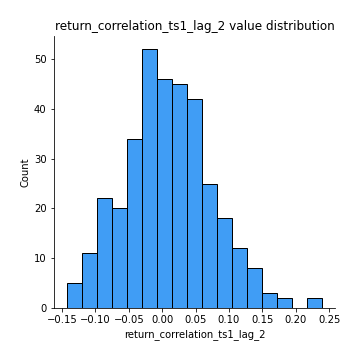 return_correlation_ts1_lag_2 value distribution
Count
50
40
30
20
10
0
−0.15 −0.10 −0.05 0.00 0.05 0.10 0.15 0.20 0.25
return_correlation_ts1_lag_2